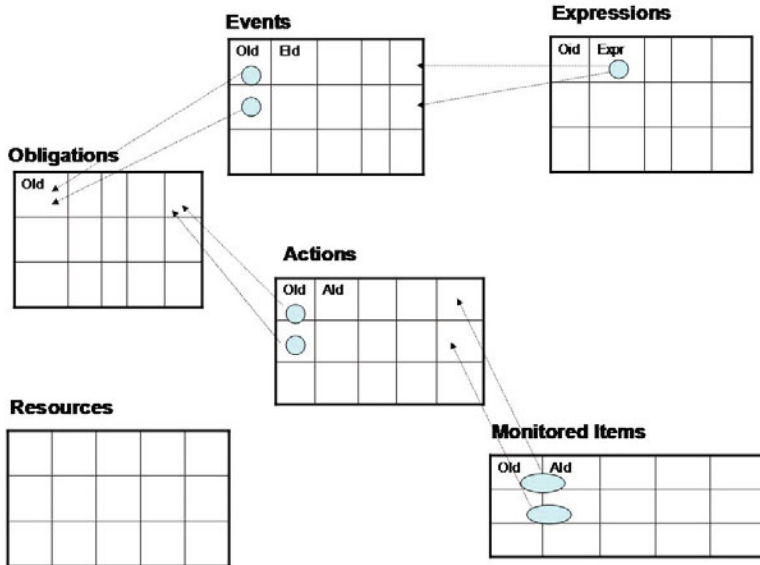 Events
Expressions
OId EId
Oid Expr
Obligations
OId
Actions
OId AId
Resources
Monitored Items
OId AId